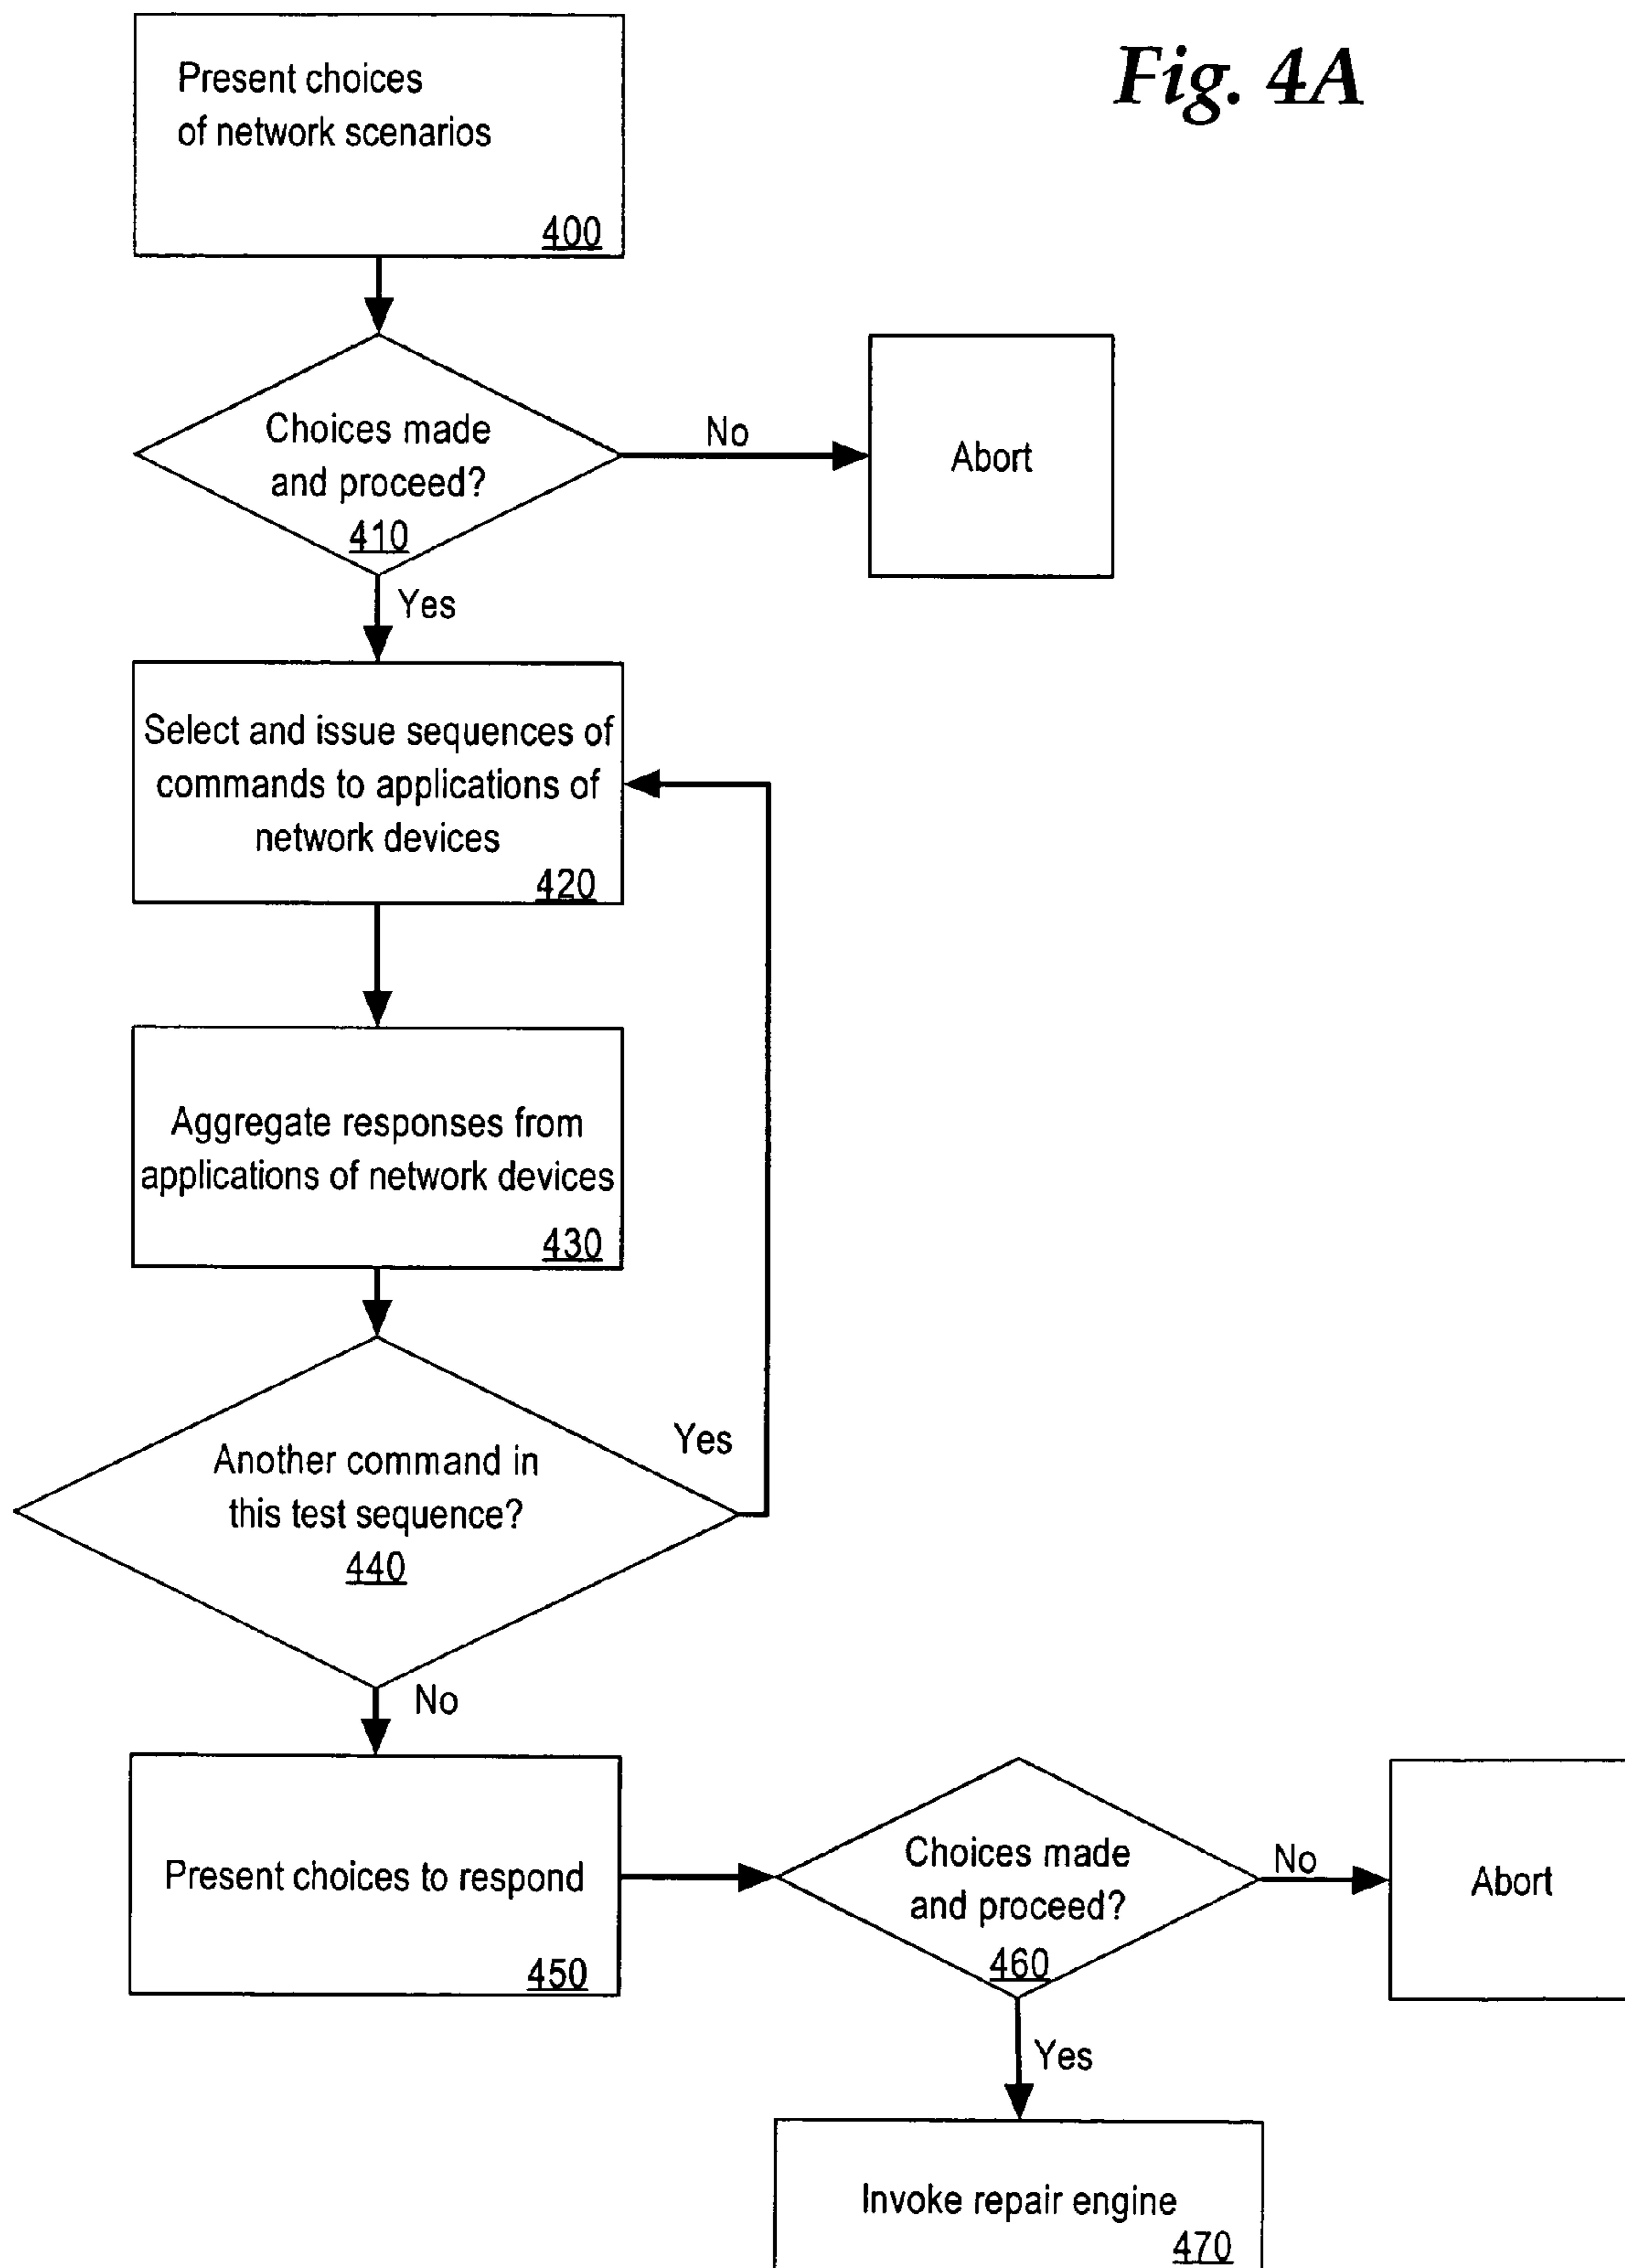 Fig. 4A
Present choices
of network scenarios
400
Choices made
and proceed?
410
No
Abort
Yes
Select and issue sequences of
commands to applications of
network devices
420
Aggregate responses from
applications of network devices
430
Another command in
this test sequence?
440
Yes
No
Present choices to respond
450
Choices made
and proceed?
460
No
Abort
Yes
Invoke repair engine
470